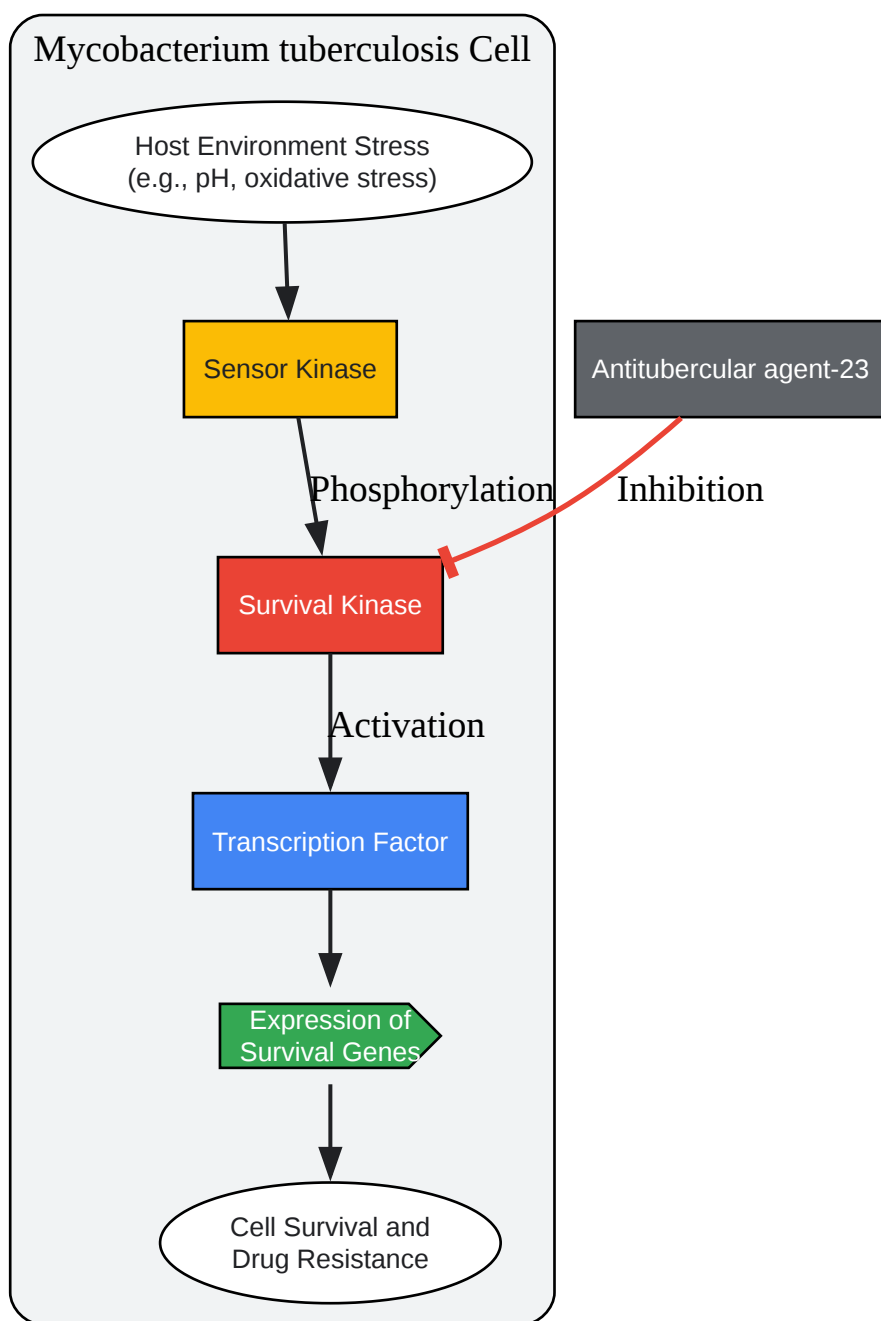 Mycobacterium tuberculosis Cell
Host Environment Stress
(e.g., pH, oxidative stress)
Sensor Kinase
Antitubercular agent-23
Phosphorylation
Inhibition
Survival Kinase
Activation
Transcription Factor
Expression of
Survival Genes
Cell Survival and
Drug Resistance